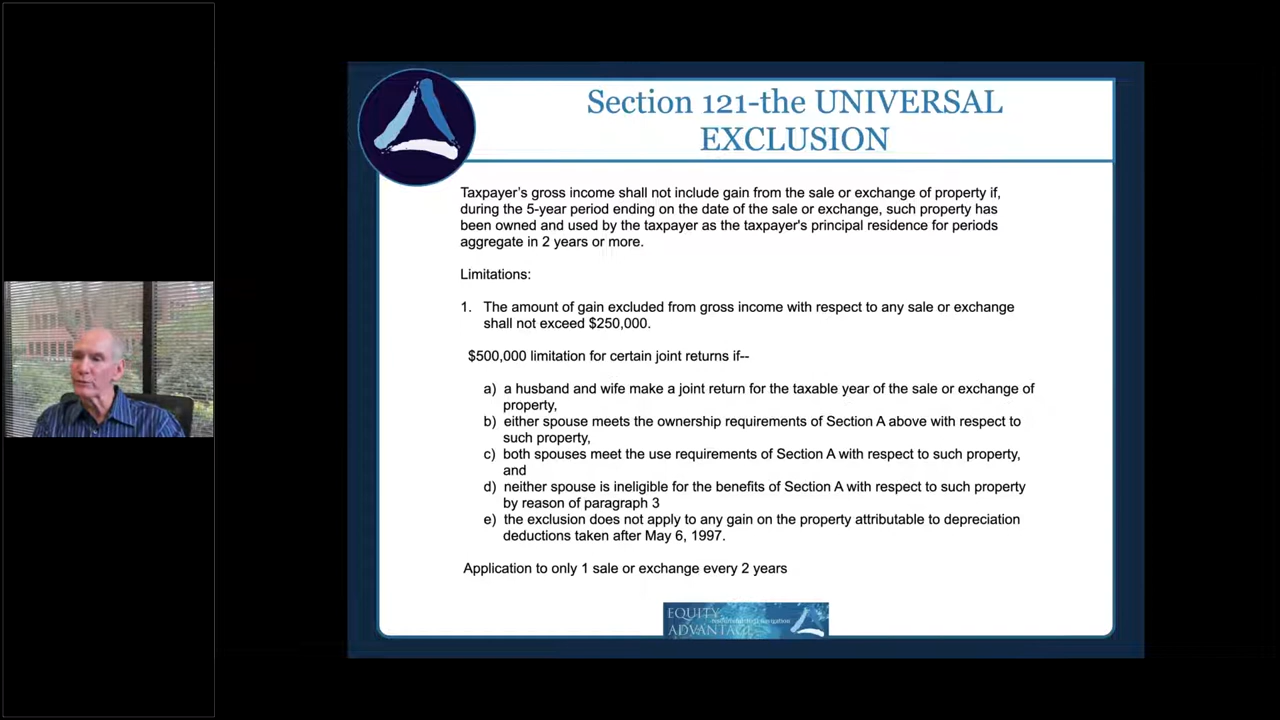 Section 121-the UNIVERSAL
EXCLUSION
Taxpayer's gross income shall not include gain from the sale or exchange of property if,
during the 5-year period ending on the date of the sale or exchange, such property has
been owned and used by the taxpayer as the taxpayer's principal residence for periods
aggregate in 2 years or more.
Limitations:
1. The amount of gain excluded from gross income with respect to any sale or exchange
shall not exceed $250,000.
$500,000 limitation for certain joint returns if--
a) a husband and wife make a joint return for the taxable year of the sale or exchange of
property,
b) either spouse meets the ownership requirements of Section A above with respect to
such property,
c) both spouses meet the use requirements of Section A with respect to such property,
and
d) neither spouse is ineligible for the benefits of Section A with respect to such property
by reason of paragraph 3
e) the exclusion does not apply to any gain on the property attributable to depreciation
deductions taken after May 6, 1997.
Application to only 1 sale or exchange every 2 years
EQUITY
ADVANTAGE